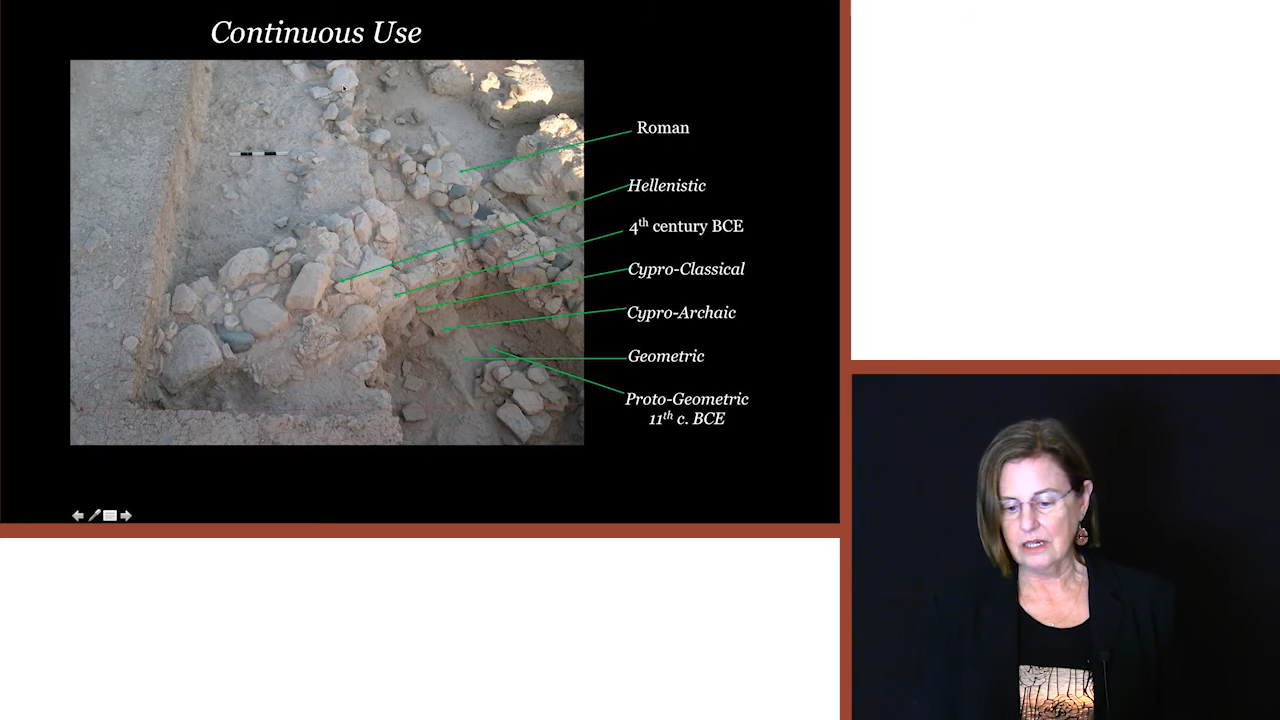 Continuous Use
Roman
Hellenistic
4th century BCE
Cypro-Classical
Cypro-Archaic
Geometric
Proto-Geometric
11th c. BCE